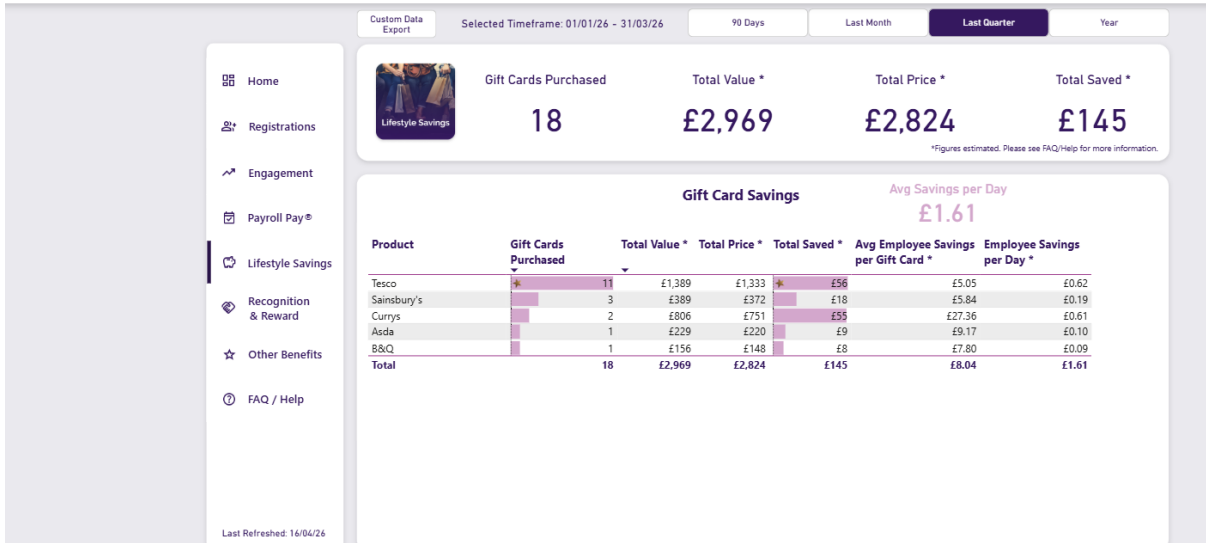 Custom Data Export
Selected Timeframe: 01/01/26 - 31/03/26
90 Days
Last Month
Last Quarter
Year
Home
Registrations
Engagement
Payroll Pay®
Lifestyle Savings
Recognition & Reward
Other Benefits
FAQ / Help
Last Refreshed: 16/04/26
Lifestyle Savings
Gift Cards Purchased
18
Total Value *
£2,969
Total Price *
£2,824
Total Saved *
£145
*Figures estimated. Please see FAQ/Help for more information.
Gift Card Savings
Avg Savings per Day
£1.61
Product Gift Cards Purchased Total Value * Total Price * Total Saved * Avg Employee Savings per Gift Card * Employee Savings per Day *
Tesco 11 £1,389 £1,333 £56 £5.05 £0.62
Sainsbury's 3 £389 £372 £18 £5.84 £0.19
Currys 2 £806 £751 £55 £27.36 £0.61
Asda 1 £229 £220 £9 £9.17 £0.10
B&Q 1 £156 £148 £8 £7.80 £0.09
Total 18 £2,969 £2,824 £145 £8.04 £1.61